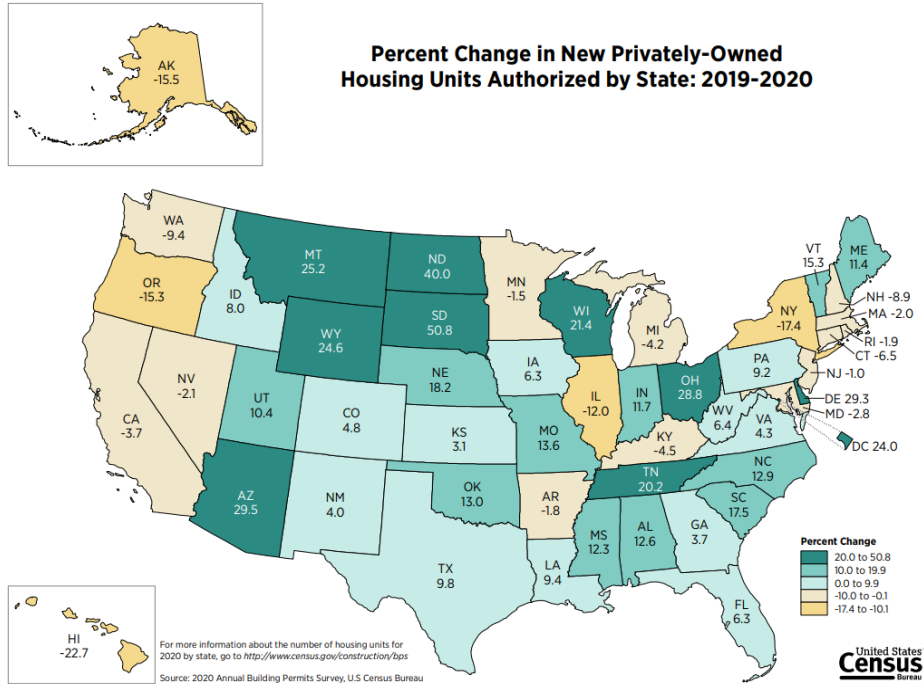 Percent Change in New Privately-Owned
Housing Units Authorized by State: 2019-2020
AK
-15.5
WA
-9.4
OR
-15.3
CA
-3.7
NV
-2.1
ID
8.0
MT
25.2
WY
24.6
UT
10.4
AZ
29.5
CO
4.8
NM
4.0
ND
40.0
SD
50.8
NE
18.2
KS
3.1
OK
13.0
TX
9.8
MN
-1.5
IA
6.3
MO
13.6
AR
-1.8
LA
9.4
WI
21.4
IL
-12.0
MI
-4.2
IN
11.7
OH
28.8
KY
-4.5
TN
20.2
MS
12.3
AL
12.6
GA
3.7
FL
6.3
SC
17.5
NC
12.9
VA
4.3
WV
6.4
PA
9.2
NY
-17.4
VT
15.3
ME
11.4
NH -8.9
MA -2.0
RI -1.9
CT -6.5
NJ -1.0
DE 29.3
MD -2.8
DC 24.0
HI
-22.7
Percent Change
20.0 to 50.8
10.0 to 19.9
0.0 to 9.9
-10.0 to -0.1
-17.4 to -10.1
For more information about the number of housing units for
2020 by state, go to http://www.census.gov/construction/bps
Source: 2020 Annual Building Permits Survey, U.S Census Bureau
United States
Census
Bureau